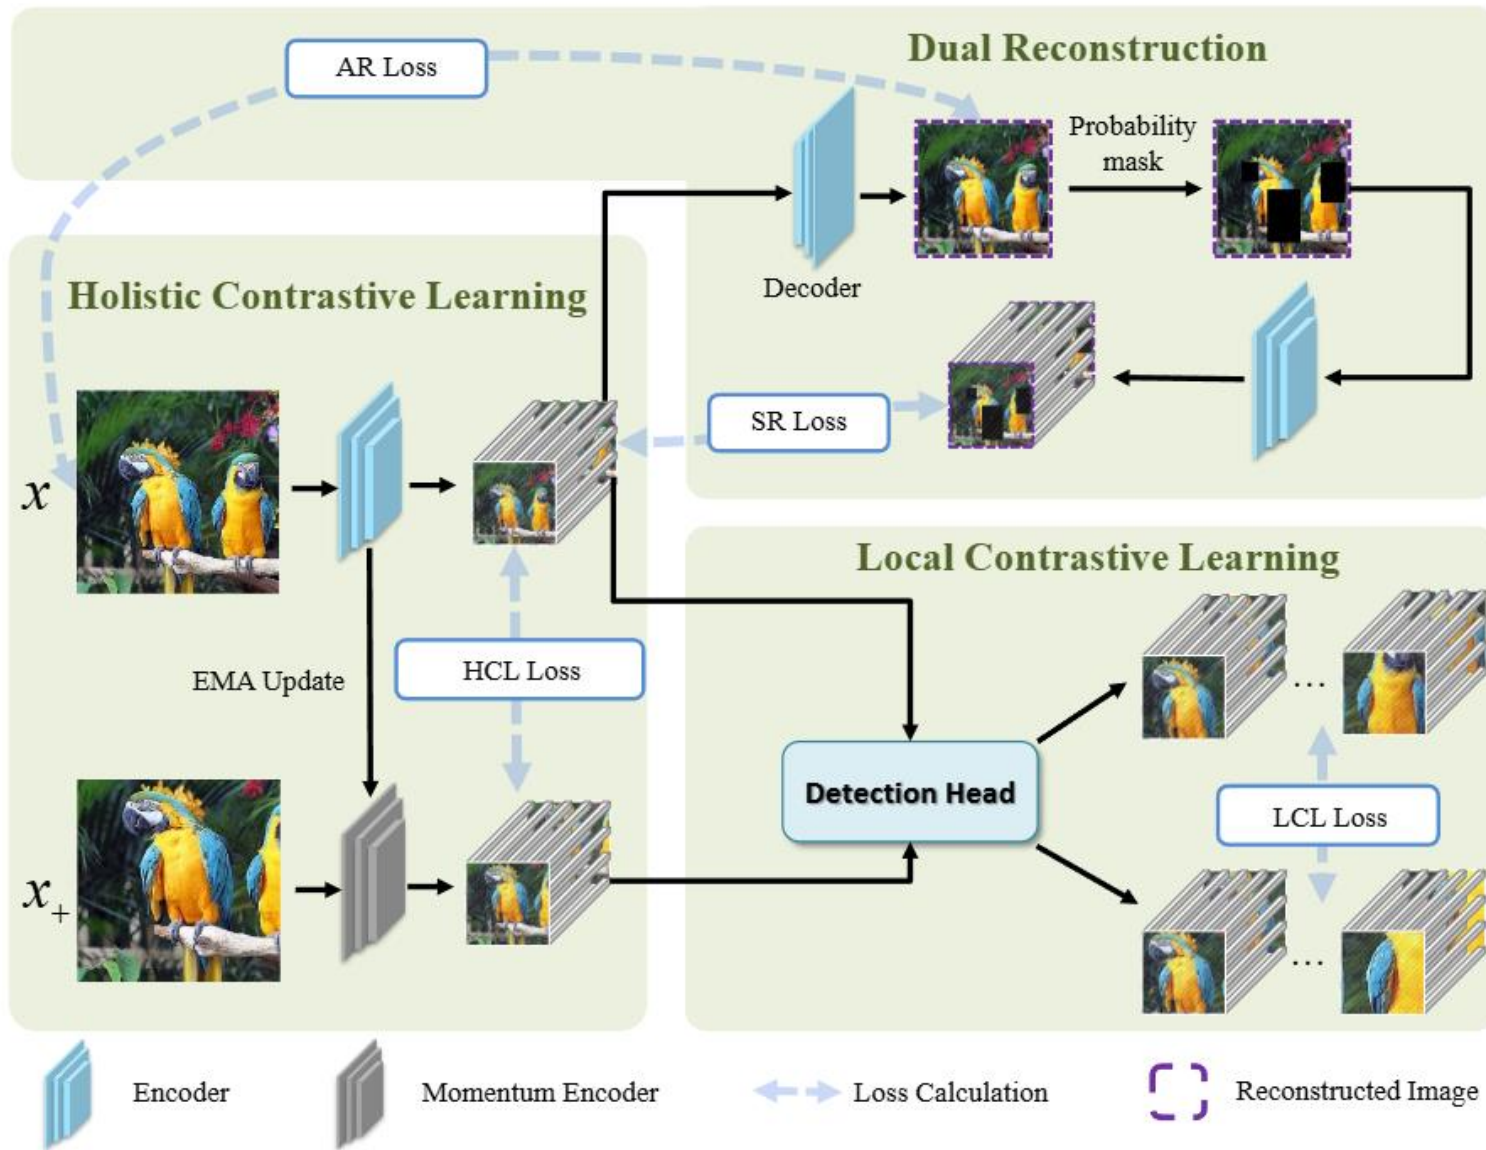 AR Loss
Dual Reconstruction
Probability
mask
Decoder
Holistic Contrastive Learning
SR Loss
x
Local Contrastive Learning
EMA Update
HCL Loss
...
Detection Head
LCL Loss
x+
...
Encoder
Momentum Encoder
Loss Calculation
Reconstructed Image